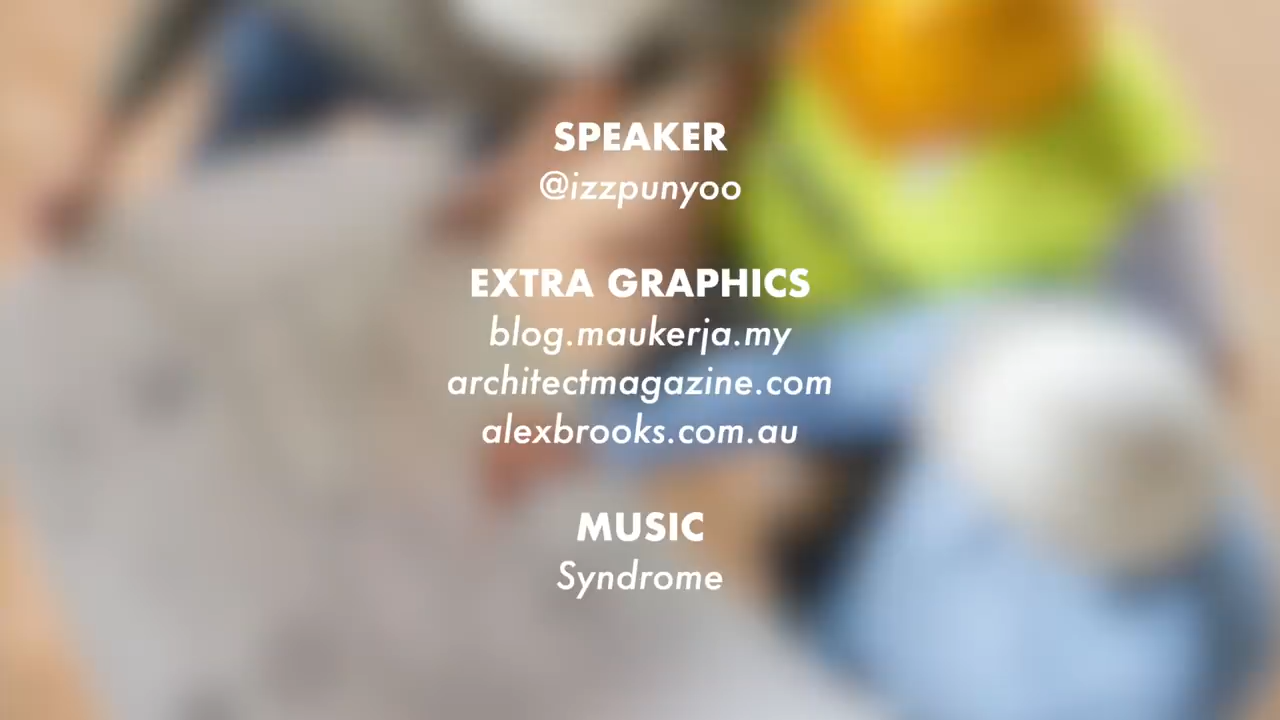 SPEAKER
@izzpunyoo
EXTRA GRAPHICS
blog.maukerja.my
architectmagazine.com
alexbrooks.com.au
MUSIC
Syndrome